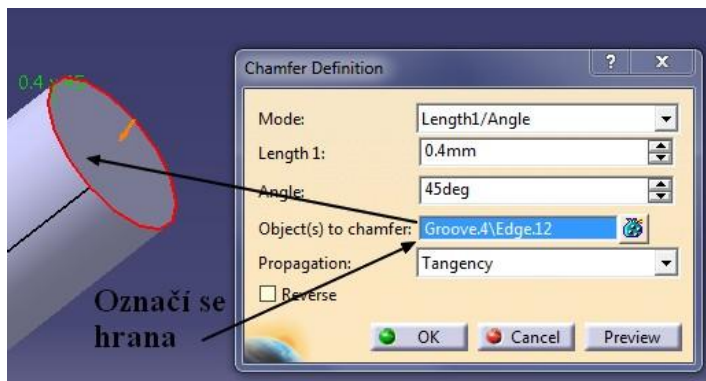 0.4 x 45
Chamfer Definition
? X
Mode: Length1/Angle
Length 1: 0.4mm
Angle: 45deg
Object(s) to chamfer: Groove.4\Edge.12
Propagation: Tangency
Reverse
OK Cancel Preview
Označí se
hrana